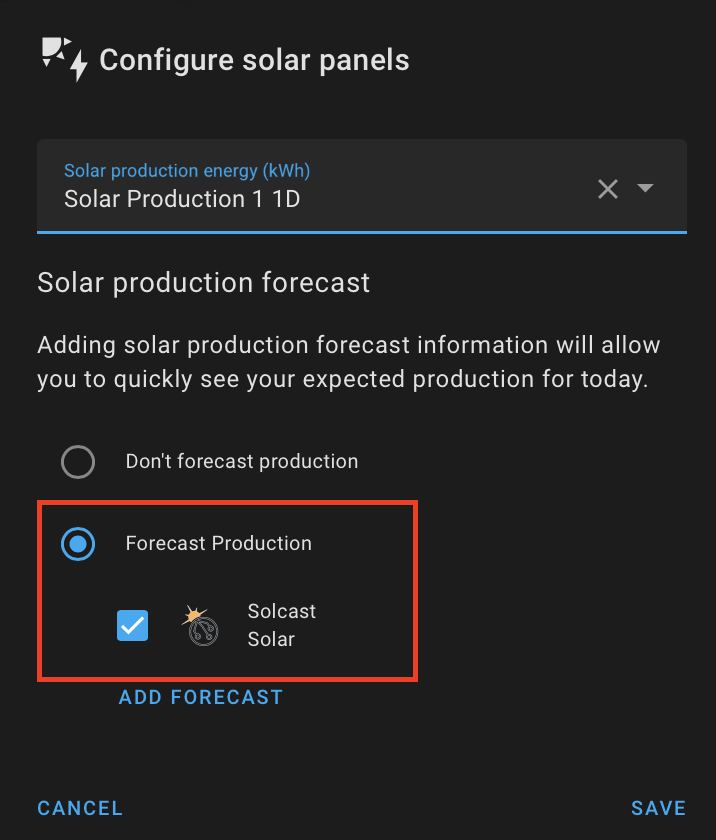 Configure solar panels
Solar production energy (kWh)
Solar Production 1 1D
Solar production forecast
Adding solar production forecast information will allow
you to quickly see your expected production for today.
Don't forecast production
Forecast Production
Solcast
Solar
ADD FORECAST
CANCEL
SAVE